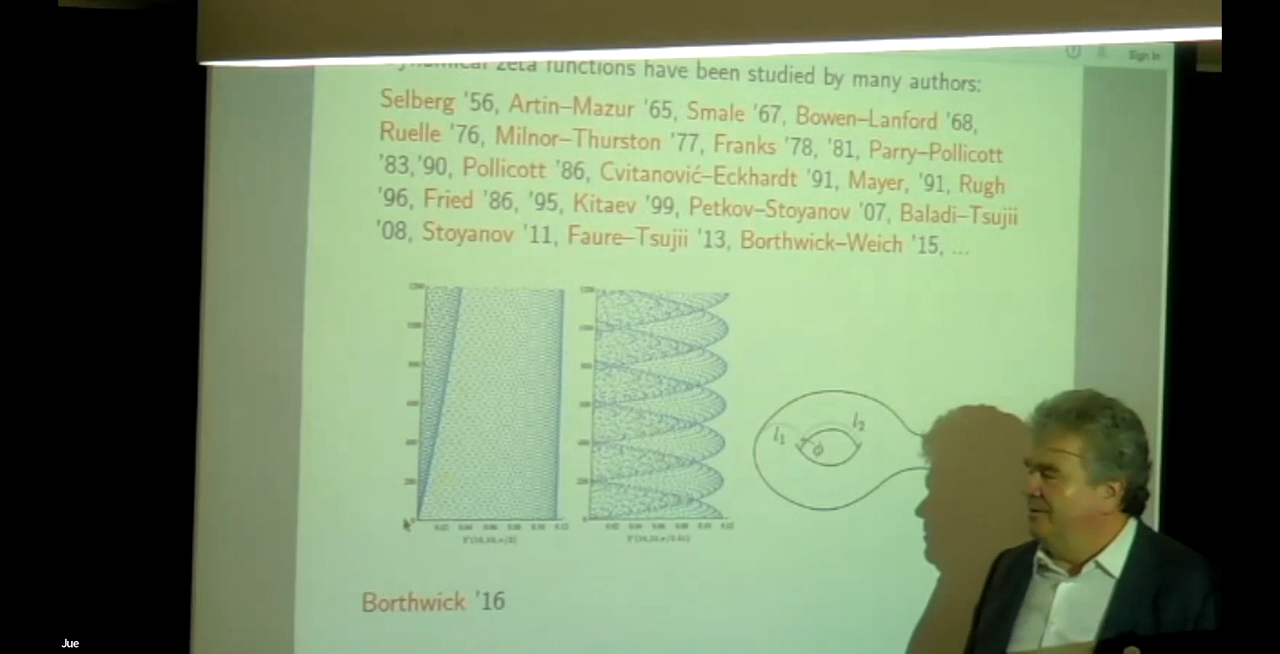 Sign In
zeta functions have been studied by many authors:
Selberg '56, Artin–Mazur '65, Smale '67, Bowen–Lanford '68,
Ruelle '76, Milnor–Thurston '77, Franks '78, '81, Parry–Pollicott
'83,'90, Pollicott '86, Cvitanović–Eckhardt '91, Mayer, '91, Rugh
'96, Fried '86, '95, Kitaev '99, Petkov–Stoyanov '07, Baladi–Tsujii
'08, Stoyanov '11, Faure–Tsujii '13, Borthwick–Weich '15, ...
l₁ ϕ l₂
Borthwick '16
Jue